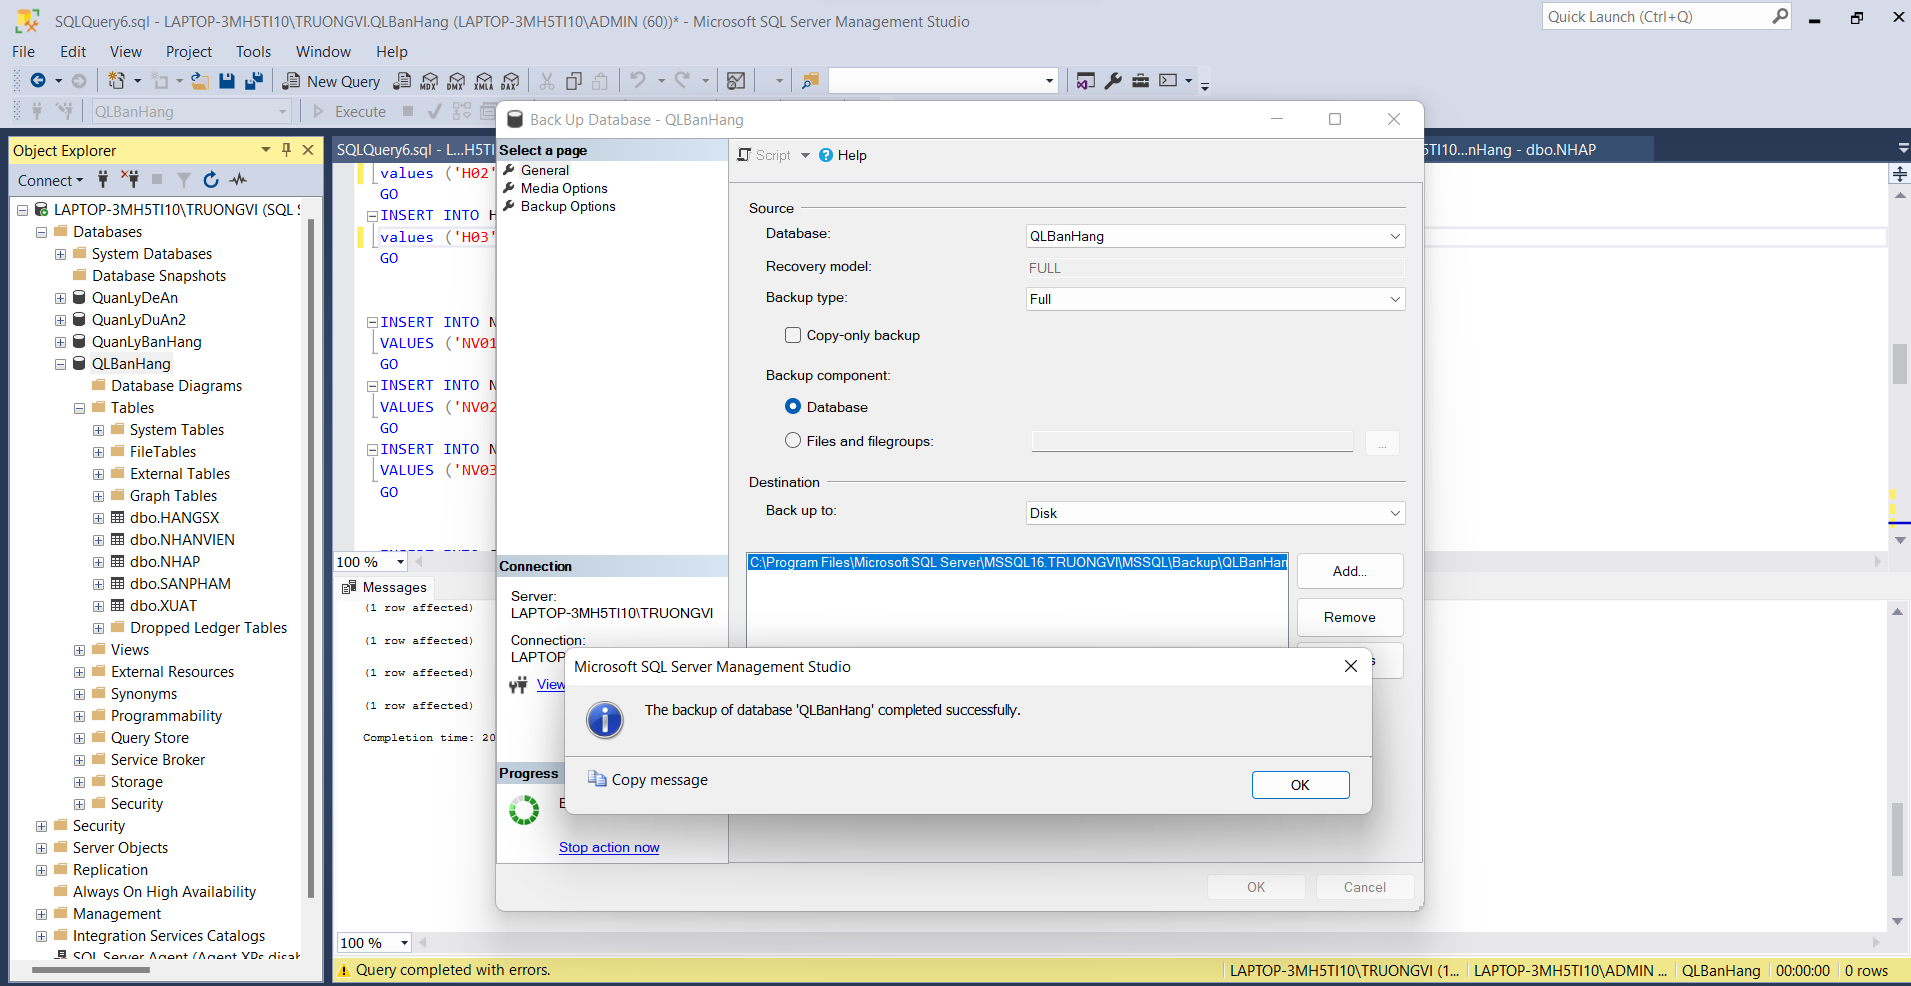 SQLQuery6.sql - LAPTOP-3MH5TI10\TRUONGVI.QLBanHang (LAPTOP-3MH5TI10\ADMIN (60))* - Microsoft SQL Server Management Studio
Quick Launch (Ctrl+Q)
File Edit View Project Tools Window Help
New Query MDX DMX XMLA DAX
QLBanHang Execute
Object Explorer
Connect
LAPTOP-3MH5TI10\TRUONGVI (SQL S
Databases
System Databases
Database Snapshots
QuanLyDeAn
QuanLyDuAn2
QuanLyBanHang
QLBanHang
Database Diagrams
Tables
System Tables
FileTables
External Tables
Graph Tables
dbo.HANGSX
dbo.NHANVIEN
dbo.NHAP
dbo.SANPHAM
dbo.XUAT
Dropped Ledger Tables
Views
External Resources
Synonyms
Programmability
Query Store
Service Broker
Storage
Security
Security
Server Objects
Replication
Always On High Availability
Management
Integration Services Catalogs
SQL Server Agent (Agent XPs disab
SQLQuery6.sql - L...H5TI
5TI10...nHang - dbo.NHAP
values ('H02'
GO
INSERT INTO H
values ('H03'
GO
INSERT INTO N
VALUES ('NV01
GO
INSERT INTO N
VALUES ('NV02
GO
INSERT INTO N
VALUES ('NV03
GO
100 %
Messages
(1 row affected)
(1 row affected)
(1 row affected)
(1 row affected)
Completion time: 20
100 %
Back Up Database - QLBanHang
Select a page
General
Media Options
Backup Options
Connection
Server:
LAPTOP-3MH5TI10\TRUONGVI
Connection:
LAPTOP
View
Progress
Stop action now
Script Help
Source
Database: QLBanHang
Recovery model: FULL
Backup type: Full
Copy-only backup
Backup component:
Database
Files and filegroups: ...
Destination
Back up to: Disk
C:\Program Files\Microsoft SQL Server\MSSQL16.TRUONGVI\MSSQL\Backup\QLBanHan
Add...
Remove
OK Cancel
Microsoft SQL Server Management Studio
The backup of database 'QLBanHang' completed successfully.
Copy message OK
Query completed with errors. LAPTOP-3MH5TI10\TRUONGVI (1... LAPTOP-3MH5TI10\ADMIN ... QLBanHang 00:00:00 0 rows